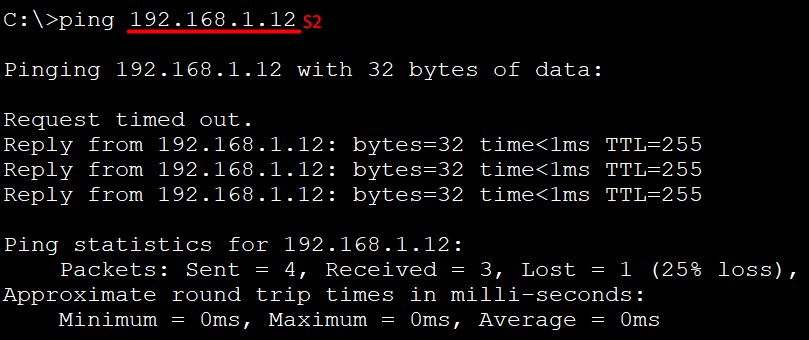 C:\>ping 192.168.1.12 S2
Pinging 192.168.1.12 with 32 bytes of data:
Request timed out.
Reply from 192.168.1.12: bytes=32 time<1ms TTL=255
Reply from 192.168.1.12: bytes=32 time<1ms TTL=255
Reply from 192.168.1.12: bytes=32 time<1ms TTL=255
Ping statistics for 192.168.1.12:
Packets: Sent = 4, Received = 3, Lost = 1 (25% loss),
Approximate round trip times in milli-seconds:
Minimum = 0ms, Maximum = 0ms, Average = 0ms